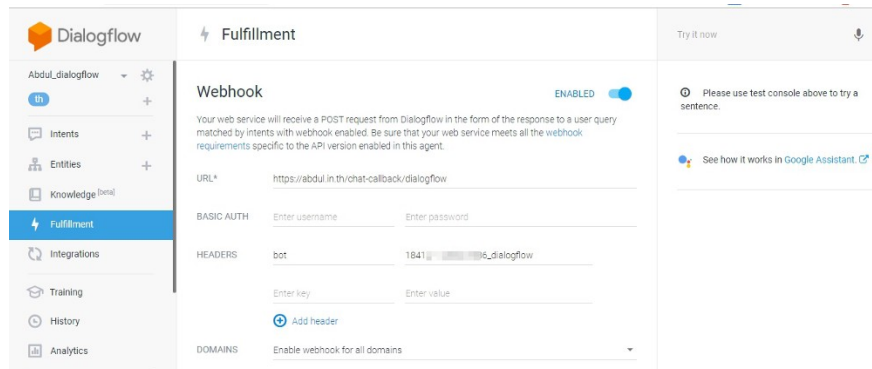 Dialogflow
Abdul_dialogflow
th
Intents
Entities
Knowledge [beta]
Fulfillment
Integrations
Training
History
Analytics
Fulfillment
Webhook
ENABLED
Your web service will receive a POST request from Dialogflow in the form of the response to a user query
matched by intents with webhook enabled. Be sure that your web service meets all the webhook
requirements specific to the API version enabled in this agent.
URL* https://abdul.in.th/chat-callback/dialogflow
BASIC AUTH Enter username Enter password
HEADERS bot 1841 6_dialogflow
Enter key Enter value
Add header
DOMAINS Enable webhook for all domains
Try it now
Please use test console above to try a
sentence.
See how it works in Google Assistant.